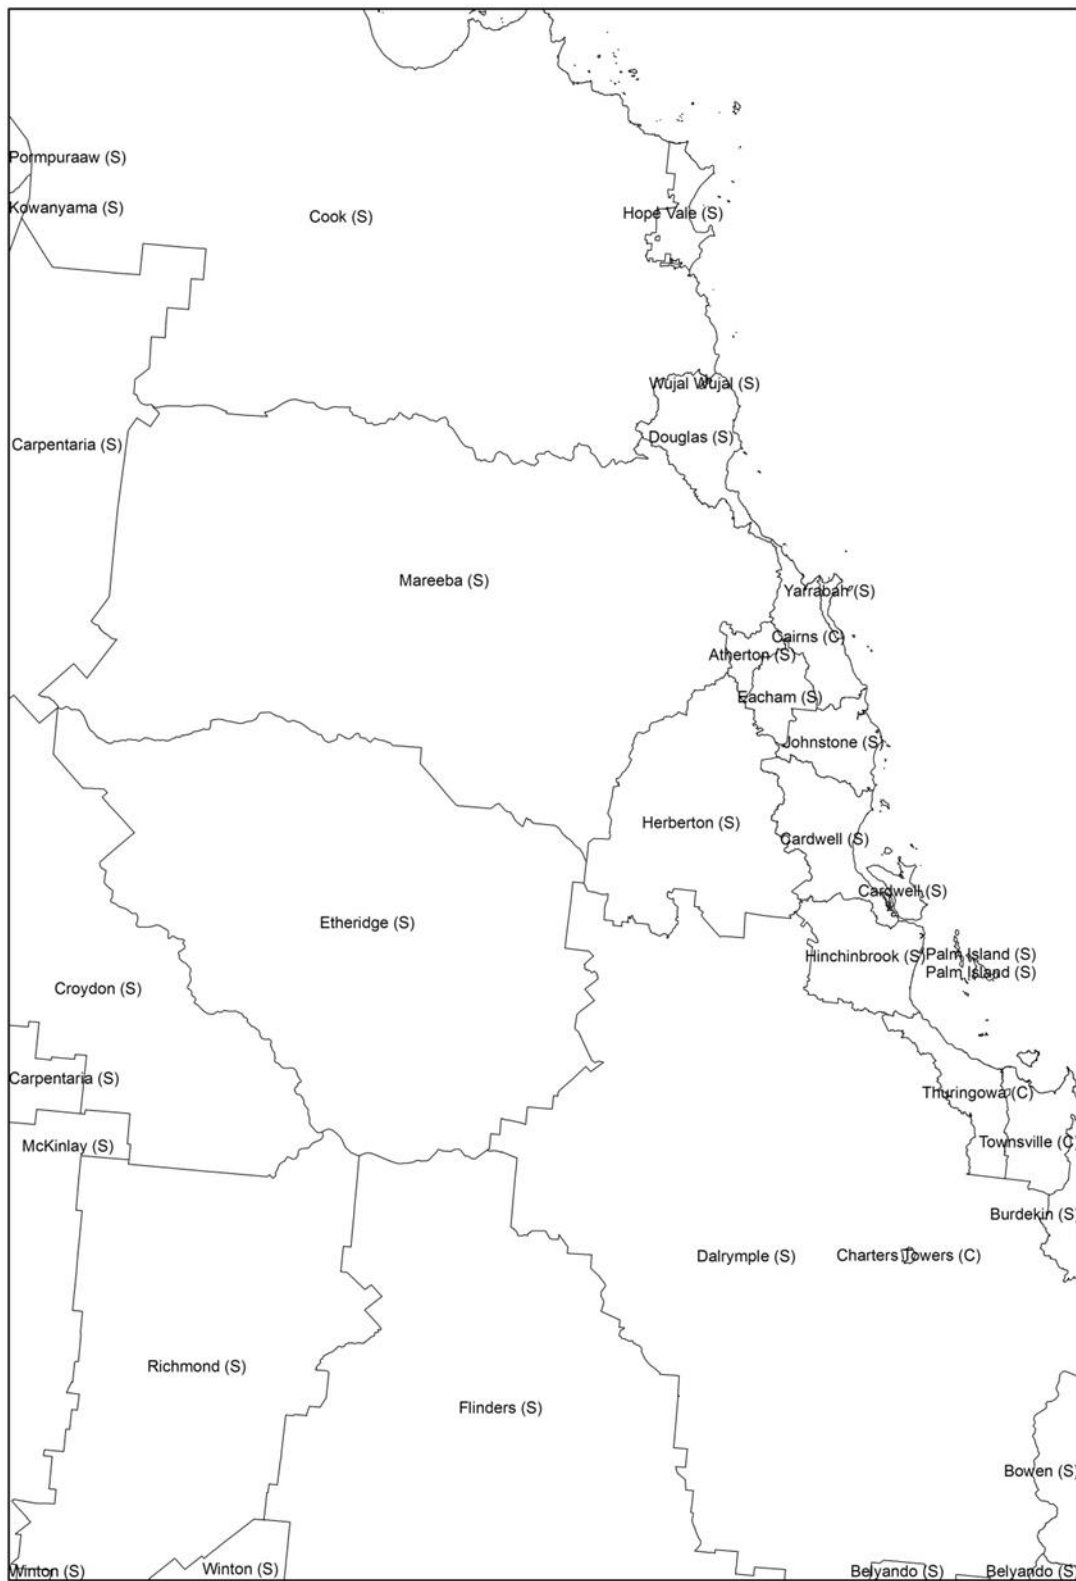 Pormpuraaw (S)
Kowanyama (S)
Cook (S)
Hope Vale (S)
Wujal Wujal (S)
Carpentaria (S)
Douglas (S)
Mareeba (S)
Yarrabah (S)
Cairns (C)
Atherton (S)
Eacham (S)
Johnstone (S)
Herberton (S)
Cardwell (S)
Cardwell (S)
Etheridge (S)
Hinchinbrook (S)
Palm Island (S)
Palm Island (S)
Croydon (S)
Carpentaria (S)
Thuringowa (C)
McKinlay (S)
Townsville (C)
Burdekin (S)
Dalrymple (S)
Charters Towers (C)
Richmond (S)
Flinders (S)
Bowen (S)
Winton (S)
Winton (S)
Belyando (S)
Belyando (S)